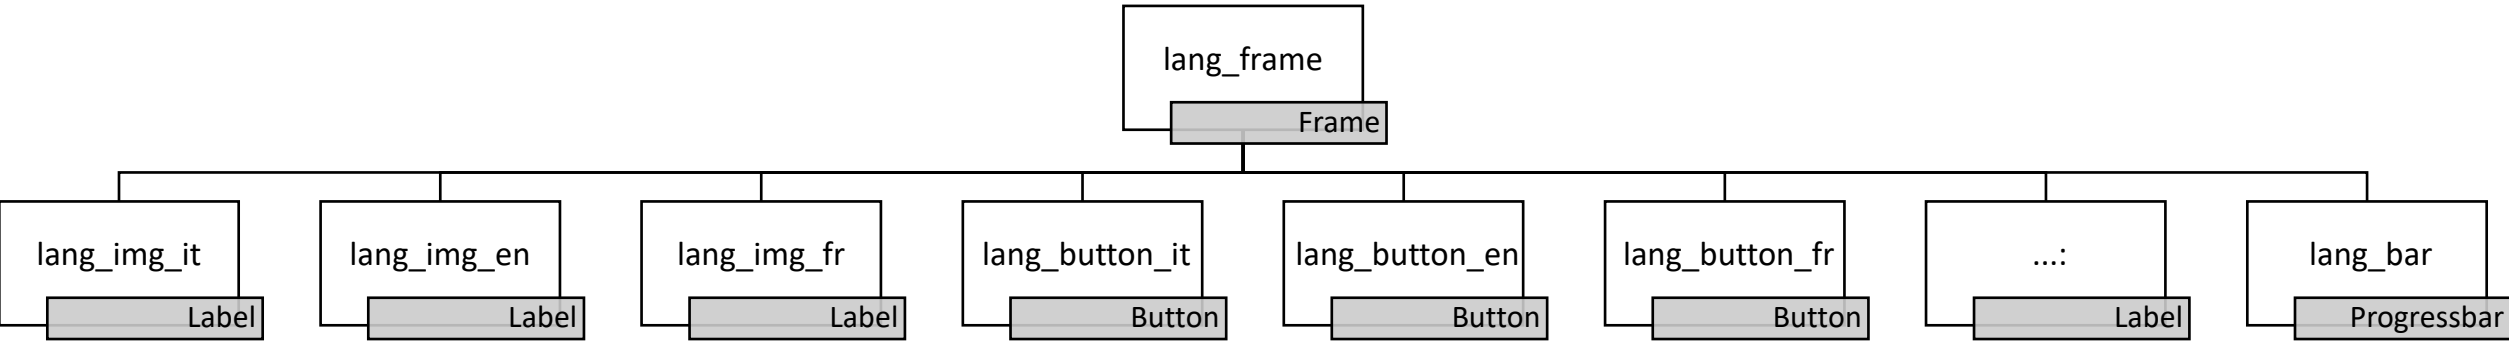 lang_frame
Frame
lang_img_it
Label
lang_img_en
Label
lang_img_fr
Label
lang_button_it
Button
lang_button_en
Button
lang_button_fr
Button
...:
Label
lang_bar
Progressbar